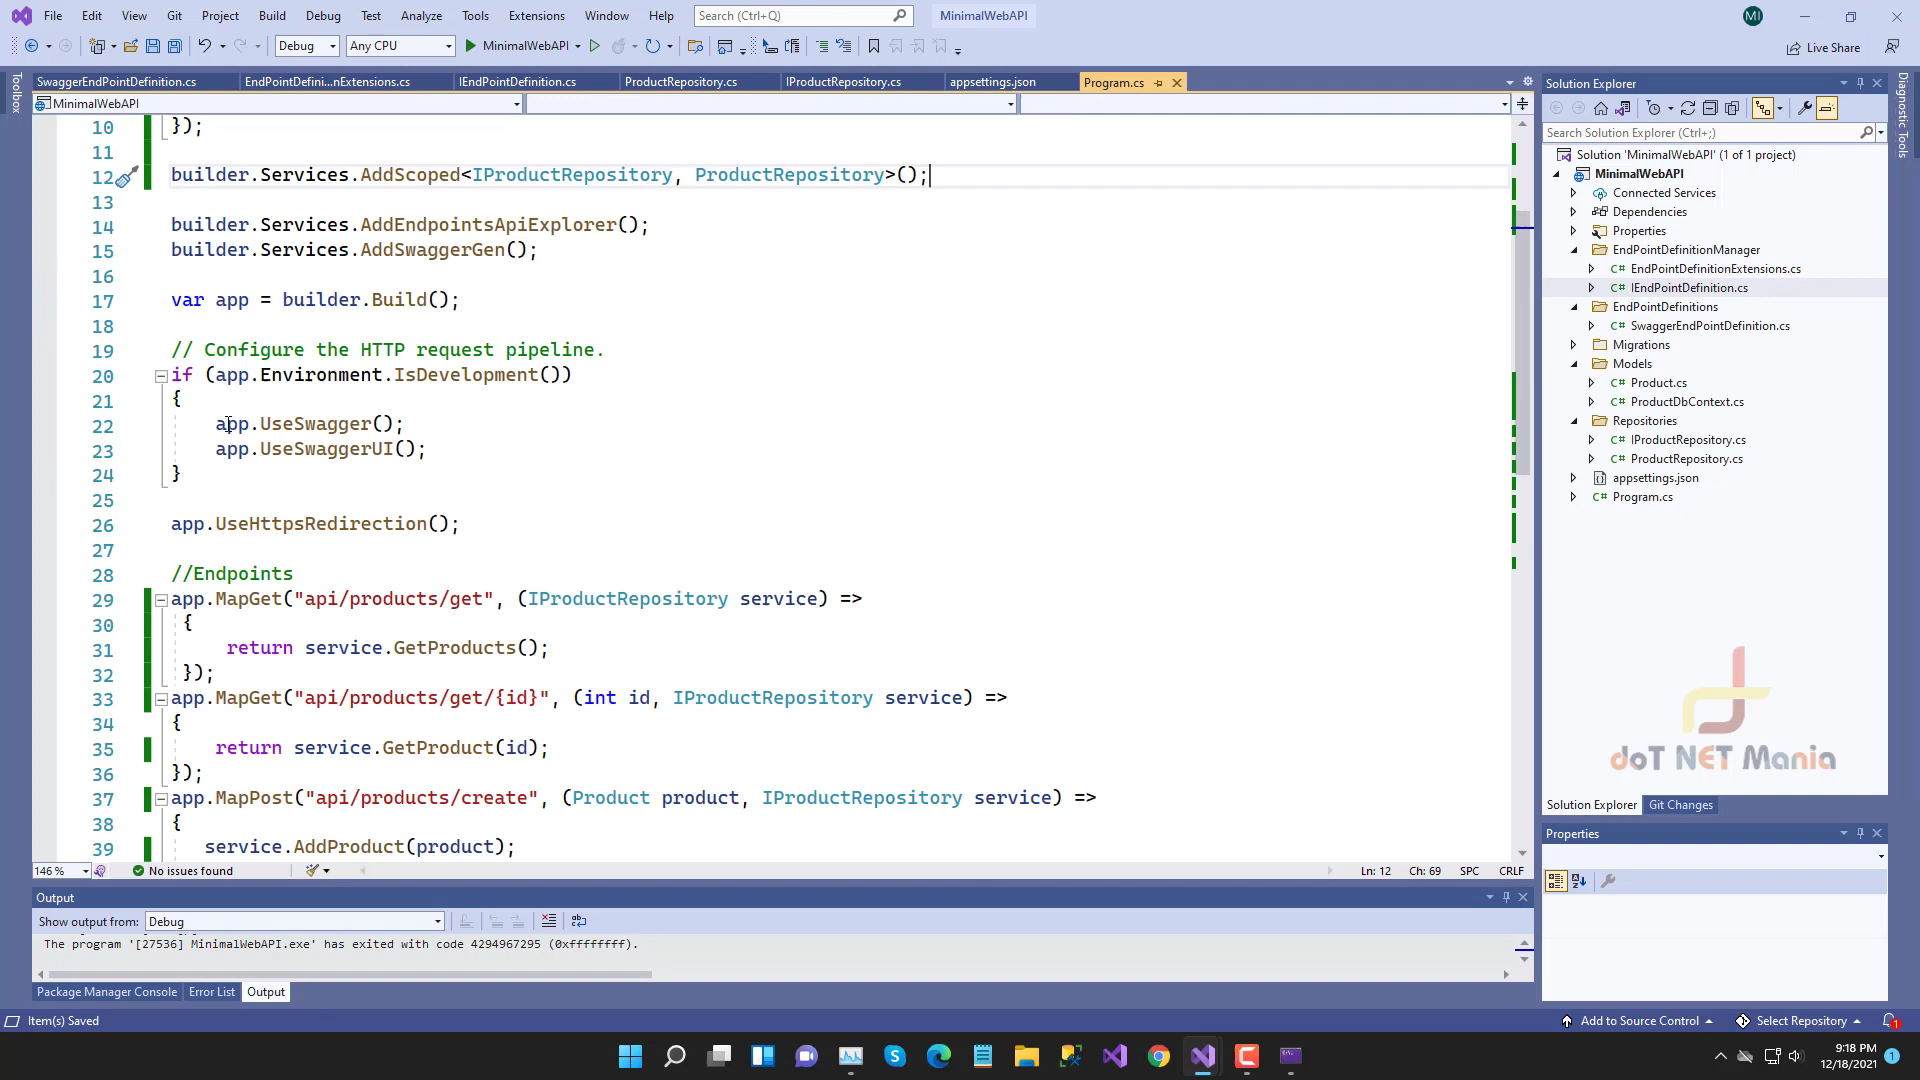 File Edit View Git Project Build Debug Test Analyze Tools Extensions Window Help Search (Ctrl+Q) MinimalWebAPI MI
Debug Any CPU MinimalWebAPI Live Share
SwaggerEndPointDefinition.cs EndPointDefini...nExtensions.cs IEndPointDefinition.cs ProductRepository.cs IProductRepository.cs appsettings.json Program.cs
MinimalWebAPI
Toolbox
10 });
11
12 builder.Services.AddScoped<IProductRepository, ProductRepository>();
13
14 builder.Services.AddEndpointsApiExplorer();
15 builder.Services.AddSwaggerGen();
16
17 var app = builder.Build();
18
19 // Configure the HTTP request pipeline.
20 if (app.Environment.IsDevelopment())
21 {
22 app.UseSwagger();
23 app.UseSwaggerUI();
24 }
25
26 app.UseHttpsRedirection();
27
28 //Endpoints
29 app.MapGet("api/products/get", (IProductRepository service) =>
30 {
31 return service.GetProducts();
32 });
33 app.MapGet("api/products/get/{id}", (int id, IProductRepository service) =>
34 {
35 return service.GetProduct(id);
36 });
37 app.MapPost("api/products/create", (Product product, IProductRepository service) =>
38 {
39 service.AddProduct(product);
146 % No issues found Ln: 12 Ch: 69 SPC CRLF
Output
Show output from: Debug
The program '[27536] MinimalWebAPI.exe' has exited with code 4294967295 (0xffffffff).
Package Manager Console Error List Output
Solution Explorer
Search Solution Explorer (Ctrl+;)
Solution 'MinimalWebAPI' (1 of 1 project)
MinimalWebAPI
Connected Services
Dependencies
Properties
EndPointDefinitionManager
C# EndPointDefinitionExtensions.cs
C# IEndPointDefinition.cs
EndPointDefinitions
C# SwaggerEndPointDefinition.cs
Migrations
Models
C# Product.cs
C# ProductDbContext.cs
Repositories
C# IProductRepository.cs
C# ProductRepository.cs
appsettings.json
C# Program.cs
doT NET Mania
Solution Explorer Git Changes
Properties
Diagnostic Tools
Item(s) Saved Add to Source Control Select Repository 1
9:18 PM
12/18/2021 1